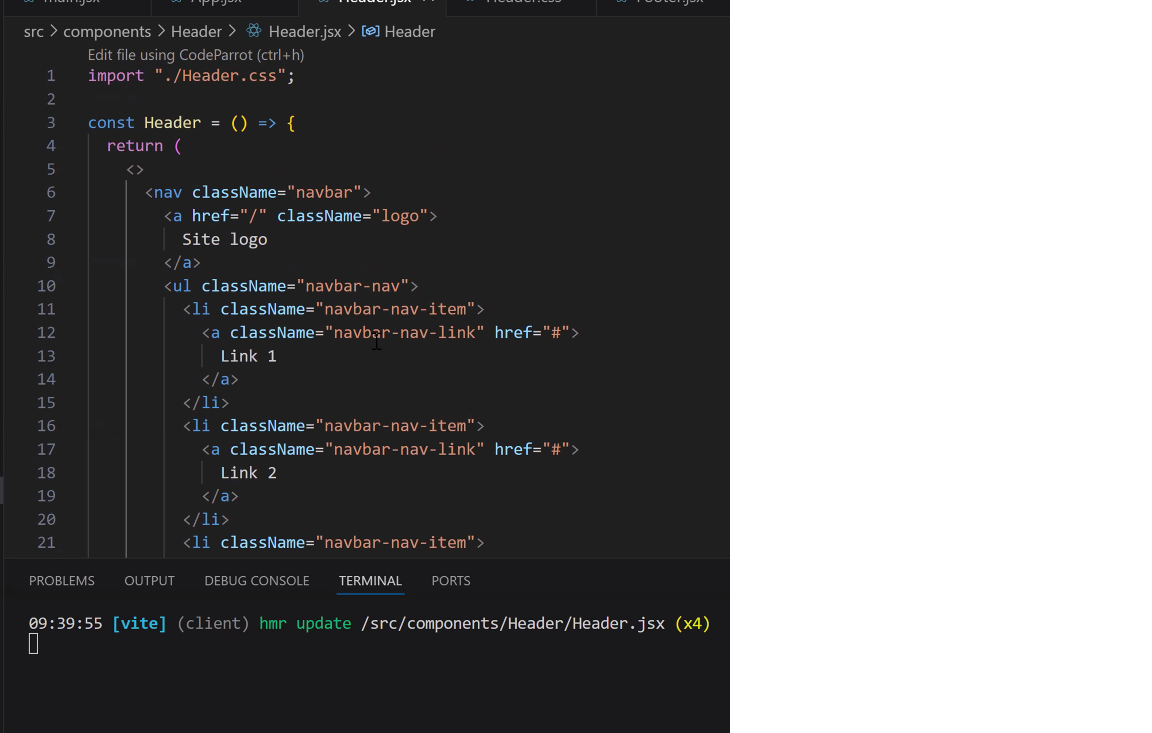 main.jsx App.jsx Header.jsx Header.css Footer.jsx
src > components > Header > Header.jsx > Header
Edit file using CodeParrot (ctrl+h)
1 import "./Header.css";
2
3 const Header = () => {
4 return (
5 <>
6 <nav className="navbar">
7 <a href="/" className="logo">
8 Site logo
9 </a>
10 <ul className="navbar-nav">
11 <li className="navbar-nav-item">
12 <a className="navbar-nav-link" href="#">
13 Link 1
14 </a>
15 </li>
16 <li className="navbar-nav-item">
17 <a className="navbar-nav-link" href="#">
18 Link 2
19 </a>
20 </li>
21 <li className="navbar-nav-item">
PROBLEMS OUTPUT DEBUG CONSOLE TERMINAL PORTS
09:39:55 [vite] (client) hmr update /src/components/Header/Header.jsx (x4)